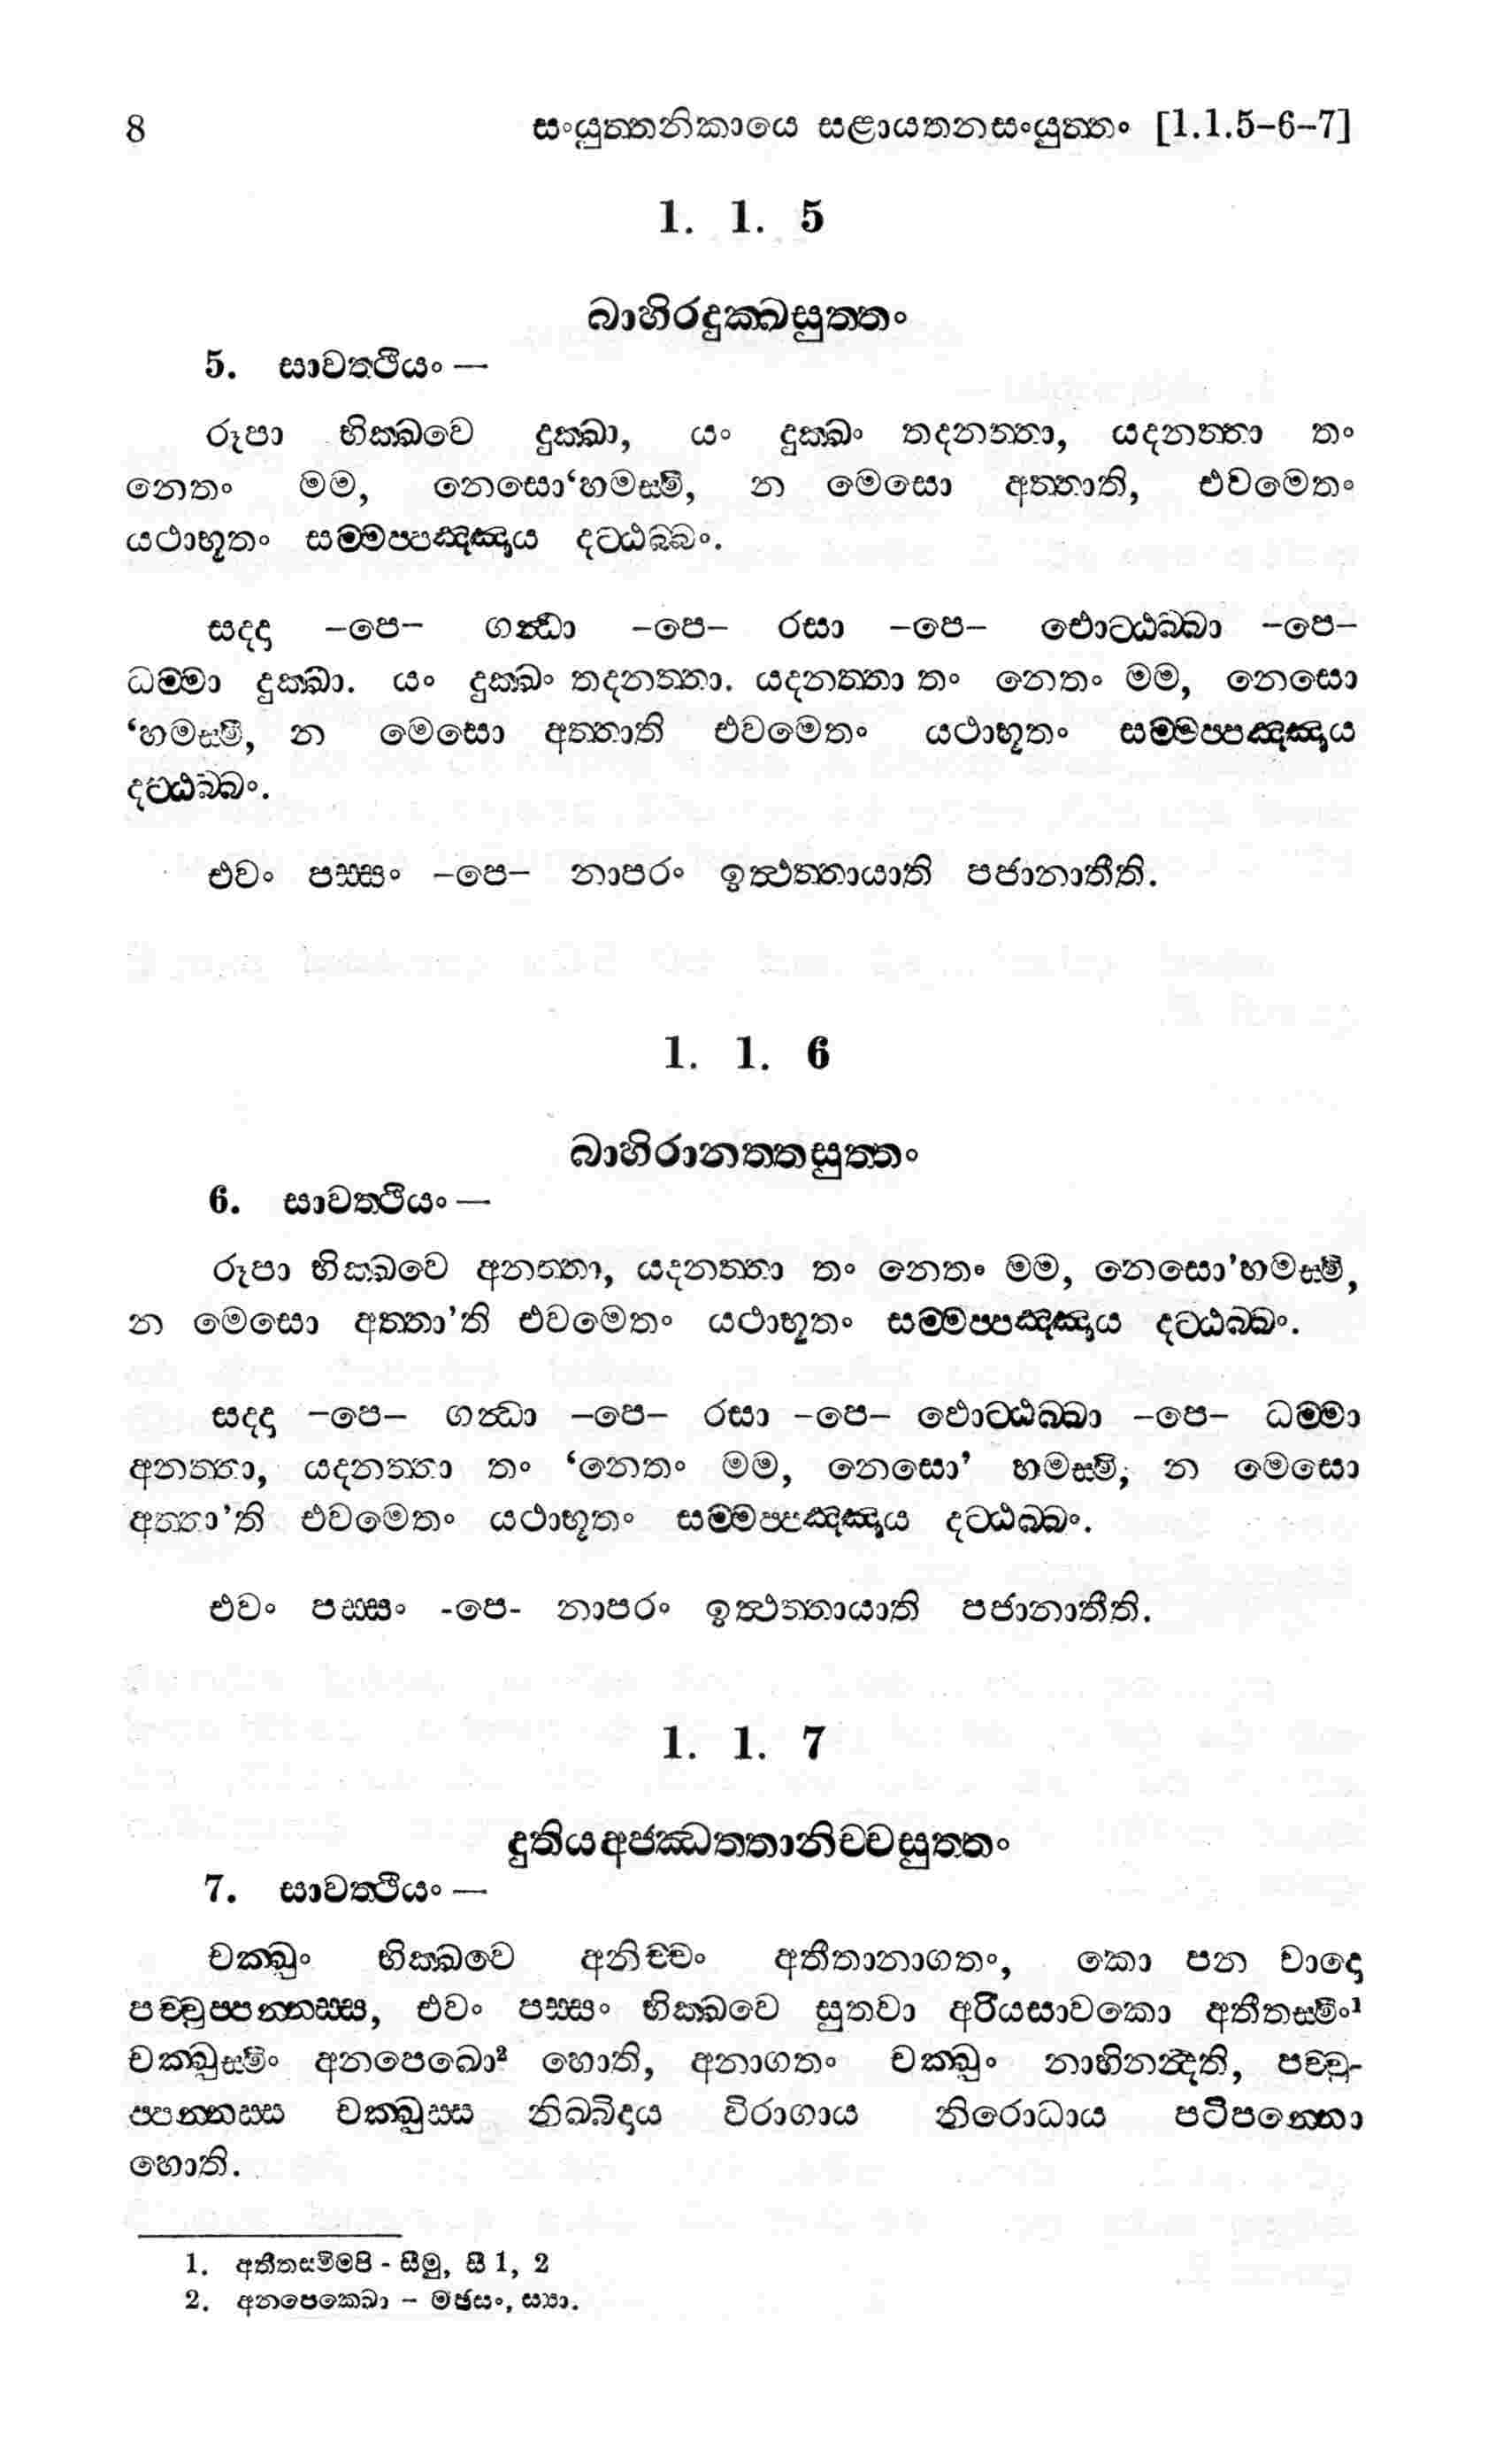 8 සංයුත්තනිකායෙ සළායතනසංයුත්තං [1.1.5-6-7]
1. 1. 5
බාහිරදුක්ඛසුත්තං
5. සාවත්ථියං —
රූපා භික්ඛවෙ දුක්ඛා, යං දුක්ඛං තදනත්තා, යදනත්තා තං
නෙතං මම, නෙසො‘හමස්මි, න මෙසො අත්තාති, එවමෙතං
යථාභූතං සම්මප්පඤ්ඤාය දට්ඨබ්බං.
සද්දා –පෙ– ගන්ධා –පෙ– රසා –පෙ– ඵොට්ඨබ්බා –පෙ–
ධම්මා දුක්ඛා. යං දුක්ඛං තදනත්තා. යදනත්තා තං නෙතං මම, නෙසො
‘හමස්මි, න මෙසො අත්තාති එවමෙතං යථාභූතං සම්මප්පඤ්ඤාය
දට්ඨබ්බං.
එවං පස්සං –පෙ– නාපරං ඉත්ථත්තායාති පජානාතීති.
1. 1. 6
බාහිරානත්තසුත්තං
6. සාවත්ථියං —
රූපා භික්ඛවෙ අනත්තා, යදනත්තා තං නෙතං මම, නෙසො’හමස්මි,
න මෙසො අත්තා’ති එවමෙතං යථාභූතං සම්මප්පඤ්ඤාය දට්ඨබ්බං.
සද්දා –පෙ– ගන්ධා –පෙ– රසා –පෙ– ඵොට්ඨබ්බා –පෙ– ධම්මා
අනත්තා, යදනත්තා තං ‘නෙතං මම, නෙසො’ හමස්මි, න මෙසො
අත්තා’ති එවමෙතං යථාභූතං සම්මප්පඤ්ඤාය දට්ඨබ්බං.
එවං පස්සං -පෙ- නාපරං ඉත්ථත්තායාති පජානාතීති.
1. 1. 7
දුතියඅජ්ඣත්තානිච්චසුත්තං
7. සාවත්ථියං —
චක්ඛුං භික්ඛවෙ අනිච්චං අතීතානාගතං, කො පන වාදො
පච්චුප්පන්නස්ස, එවං පස්සං භික්ඛවෙ සුතවා අරියසාවකො අතීතස්මිං¹
චක්ඛුස්මිං අනපෙඛො² හොති, අනාගතං චක්ඛුං නාභිනන්දති, පච්චු-
ප්පන්නස්ස චක්ඛුස්ස නිබ්බිදාය විරාගාය නිරොධාය පටිපන්නො
හොති.
1. අතීතස්මිම්පි - සීමු, සී 1, 2
2. අනපෙක්ඛො – මජසං, ස්‍යා.